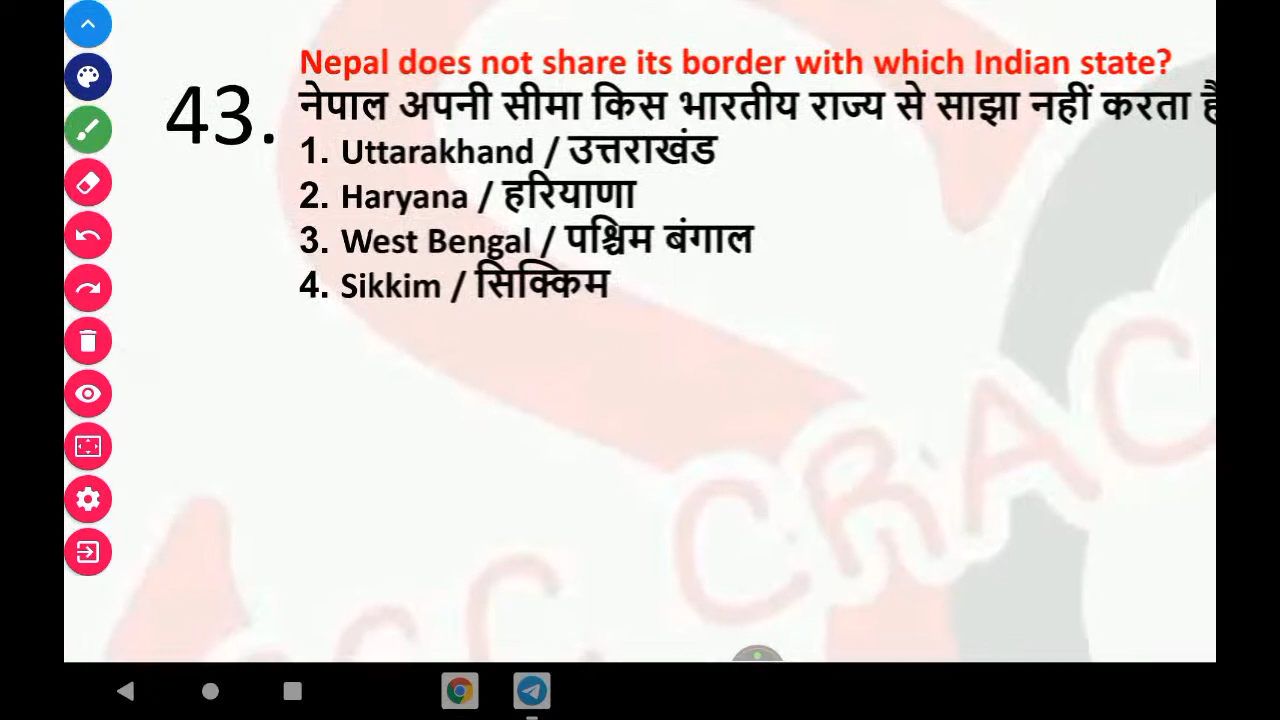 Nepal does not share its border with which Indian state?
43. नेपाल अपनी सीमा किस भारतीय राज्य से साझा नहीं करता है
1. Uttarakhand / उत्तराखंड
2. Haryana / हरियाणा
3. West Bengal / पश्चिम बंगाल
4. Sikkim / सिक्किम